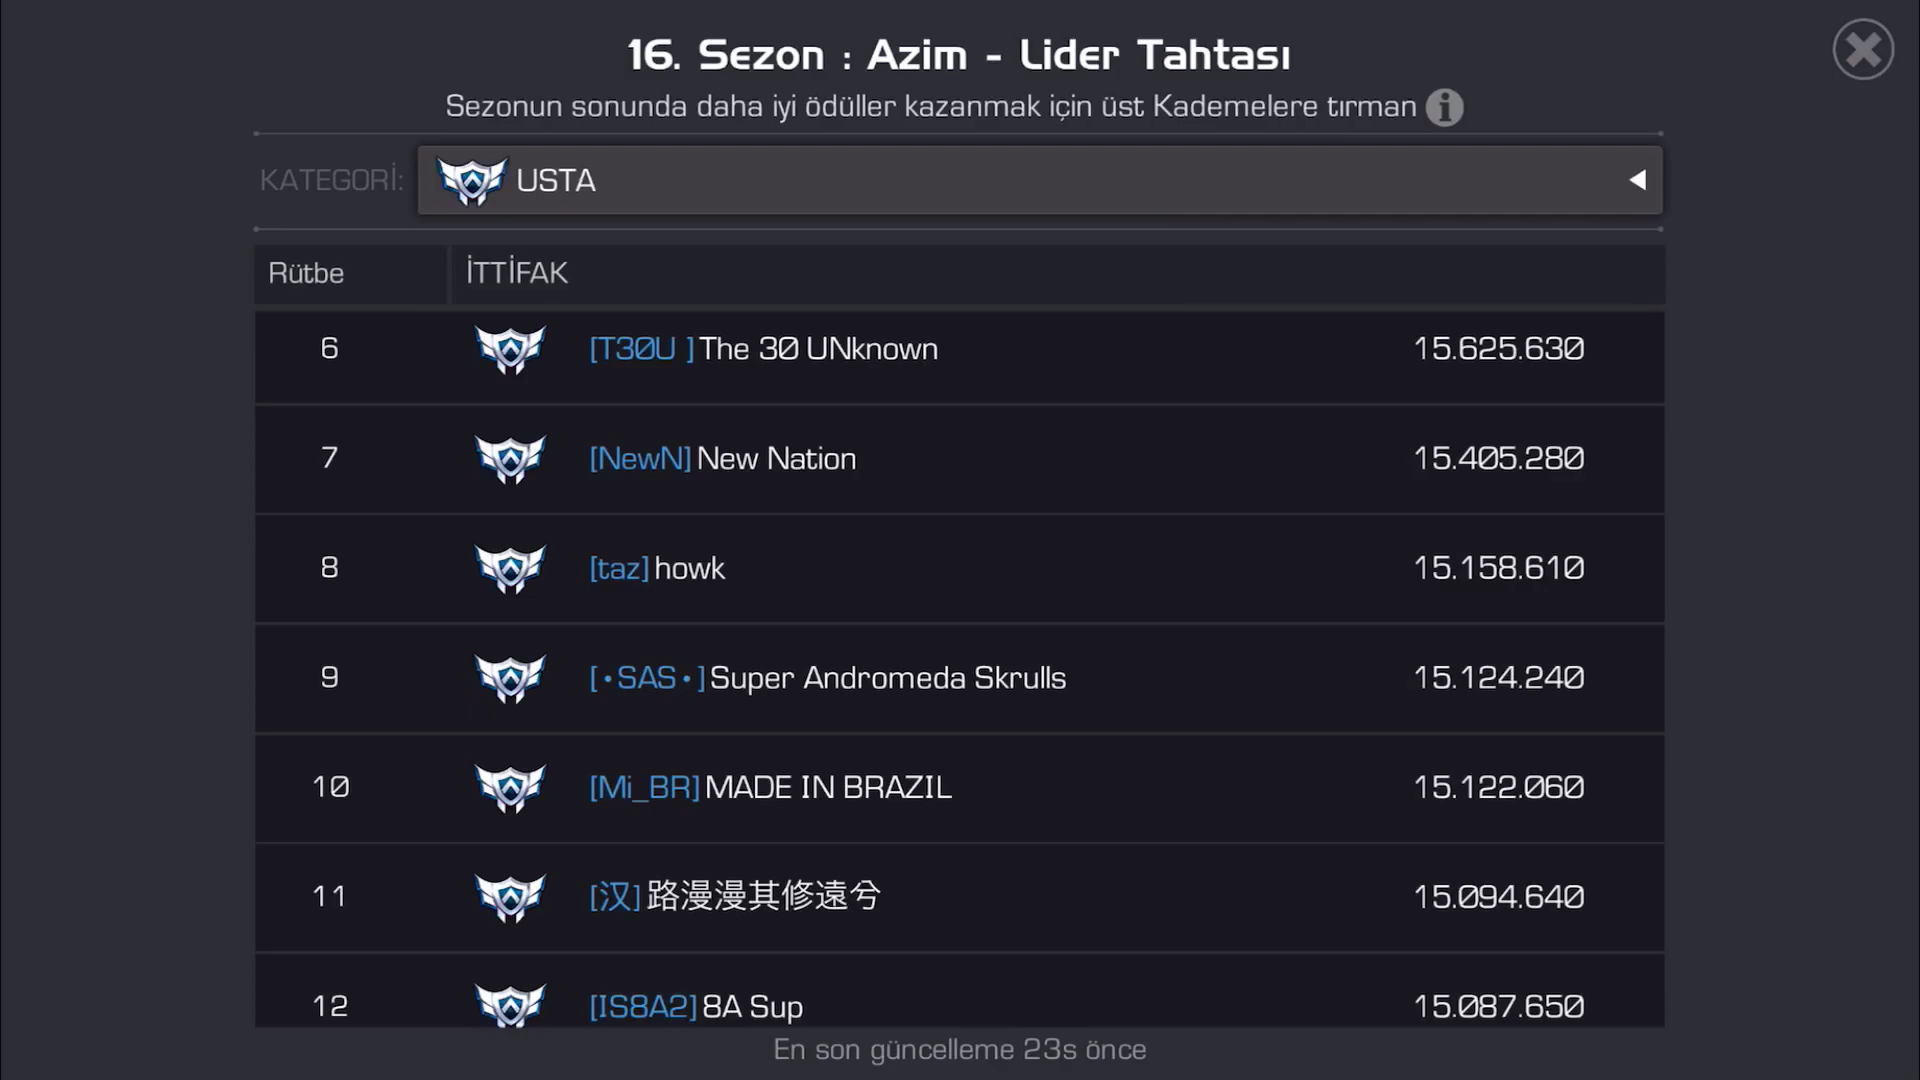 16. Sezon : Azim - Lider Tahtası
Sezonun sonunda daha iyi ödüller kazanmak için üst Kademelere tırman
KATEGORİ: USTA
Rütbe İTTİFAK
6 [T30U ] The 30 UNknown 15.625.630
7 [NewN] New Nation 15.405.280
8 [taz] howk 15.158.610
9 [•SAS•] Super Andromeda Skrulls 15.124.240
10 [Mi_BR] MADE IN BRAZIL 15.122.060
11 [汉] 路漫漫其修遠兮 15.094.640
12 [IS8A2] 8A Sup 15.087.650
En son güncelleme 23s önce